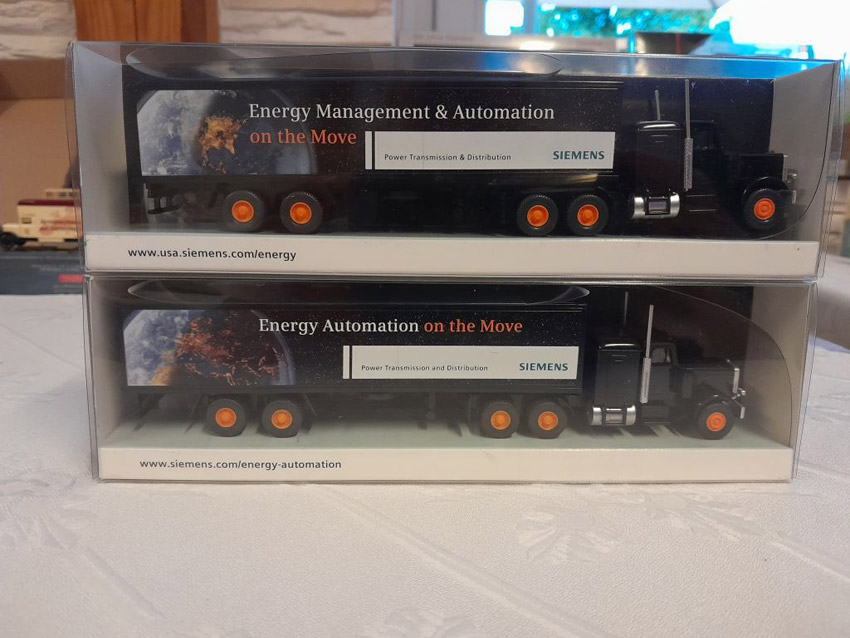 Energy Management & Automation
on the Move
Power Transmission & Distribution SIEMENS
www.usa.siemens.com/energy
Energy Automation on the Move
Power Transmission and Distribution SIEMENS
www.siemens.com/energy-automation